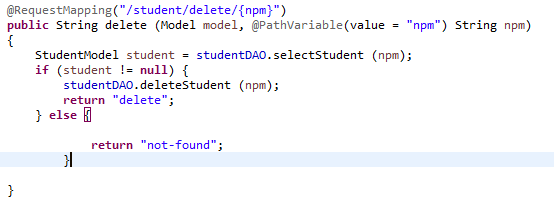 @RequestMapping("/student/delete/{npm}")
public String delete (Model model, @PathVariable(value = "npm") String npm)
{
    StudentModel student = studentDAO.selectStudent (npm);
    if (student != null) {
        studentDAO.deleteStudent (npm);
        return "delete";
    } else {
            return "not-found";
        }
}